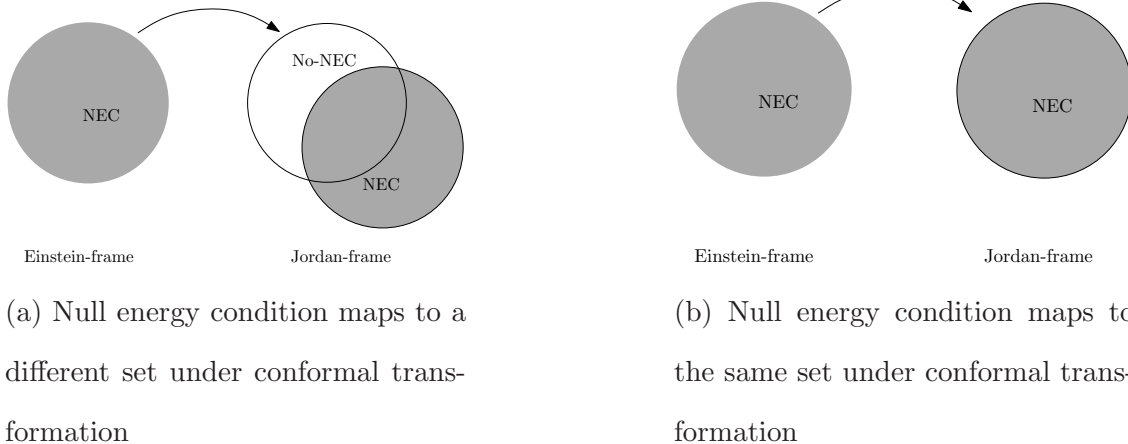 No-NEC
NEC
NEC
Einstein-frame
Jordan-frame
(a) Null energy condition maps to a
different set under conformal trans-
formation
NEC
NEC
Einstein-frame
Jordan-frame
(b) Null energy condition maps to
the same set under conformal trans-
formation